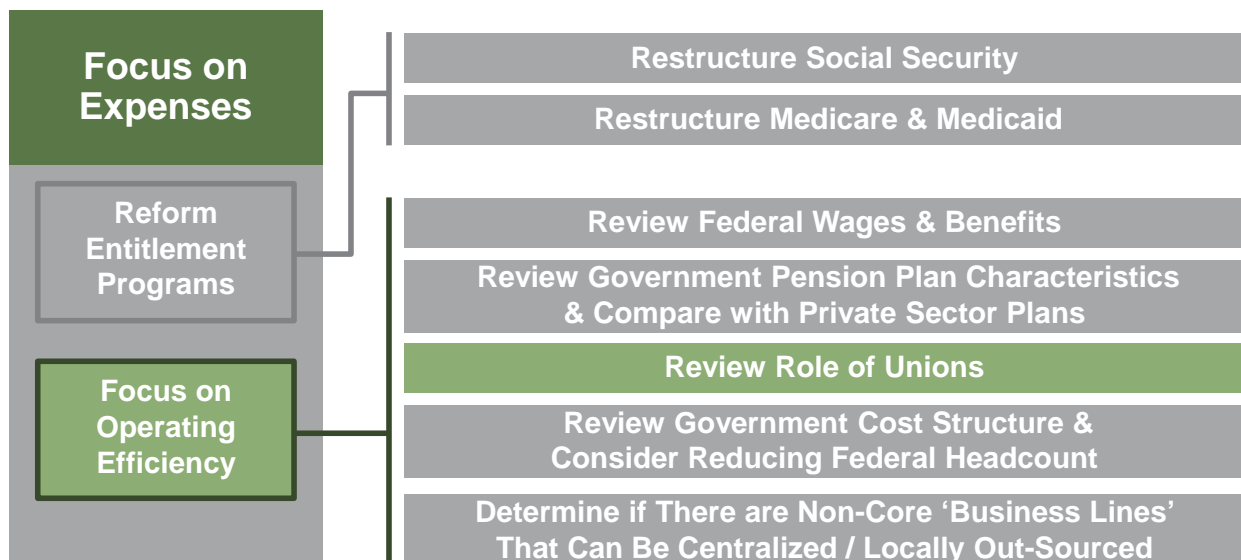 Focus on
Expenses
Reform
Entitlement
Programs
Focus on
Operating
Efficiency
Restructure Social Security
Restructure Medicare & Medicaid
Review Federal Wages & Benefits
Review Government Pension Plan Characteristics
& Compare with Private Sector Plans
Review Role of Unions
Review Government Cost Structure &
Consider Reducing Federal Headcount
Determine if There are Non-Core ‘Business Lines’
That Can Be Centralized / Locally Out-Sourced